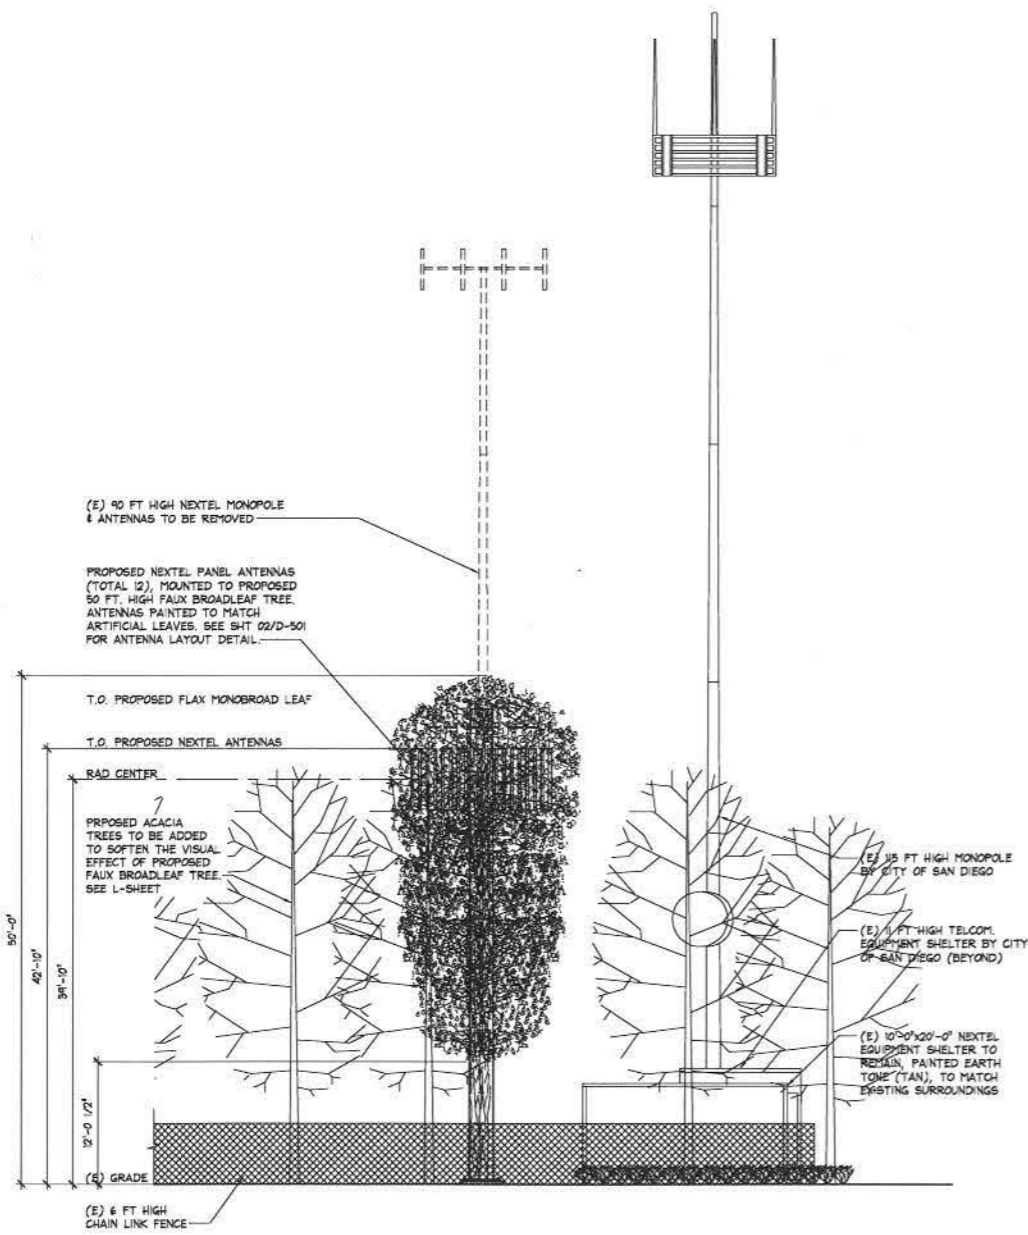 (E) 90 FT HIGH NEXTEL MONOPOLE
& ANTENNAS TO BE REMOVED
PROPOSED NEXTEL PANEL ANTENNAS
(TOTAL 12), MOUNTED TO PROPOSED
50 FT. HIGH FAUX BROADLEAF TREE.
ANTENNAS PAINTED TO MATCH
ARTIFICIAL LEAVES. SEE SHT 02/D-501
FOR ANTENNA LAYOUT DETAIL.
T.O. PROPOSED FLAX MONOBROAD LEAF
T.O. PROPOSED NEXTEL ANTENNAS
RAD CENTER
PRPOSED ACACIA
TREES TO BE ADDED
TO SOFTEN THE VISUAL
EFFECT OF PROPOSED
FAUX BROADLEAF TREE.
SEE L-SHEET
50'-0"
42'-10"
39'-10"
12'-0 1/2"
(E) GRADE
(E) 6 FT HIGH
CHAIN LINK FENCE
(E) 115 FT HIGH MONOPOLE
BY CITY OF SAN DIEGO
(E) 11 FT HIGH TELCOM.
EQUIPMENT SHELTER BY CITY
OF SAN DIEGO (BEYOND)
(E) 10'-0"x20'-0" NEXTEL
EQUIPMENT SHELTER TO
REMAIN, PAINTED EARTH
TONE (TAN), TO MATCH
EXISTING SURROUNDINGS